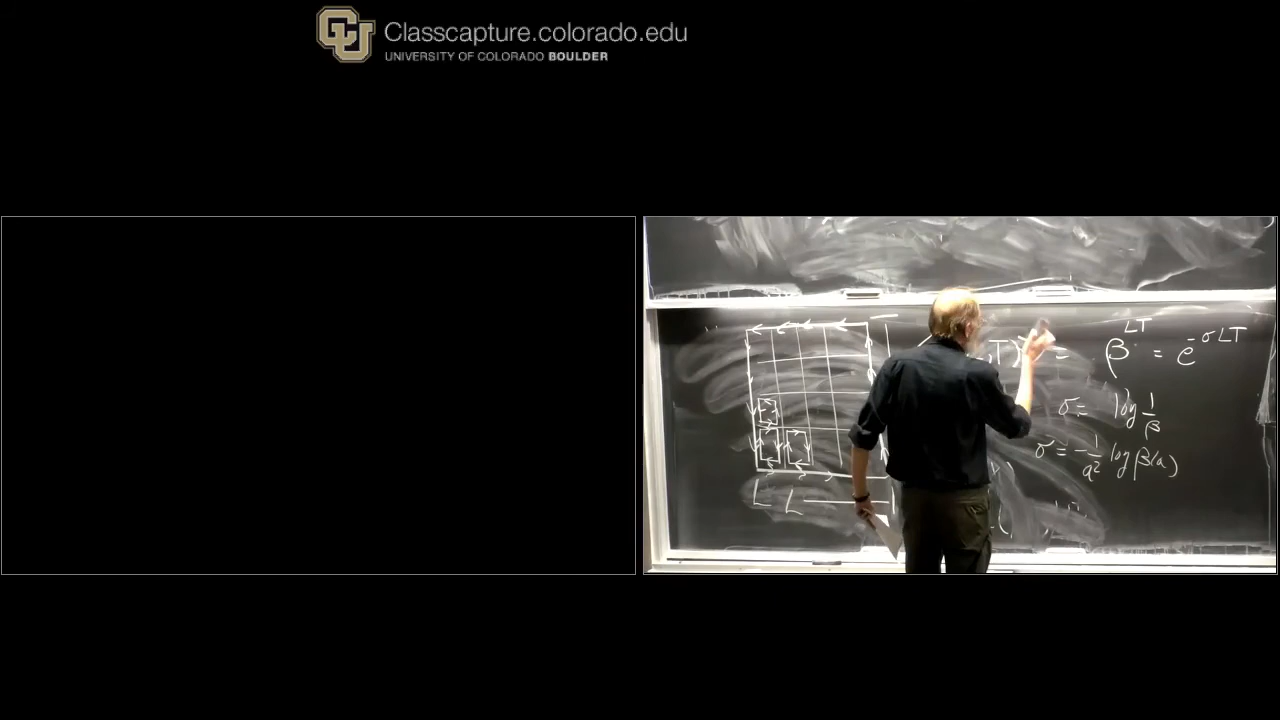 Classcapture.colorado.edu
UNIVERSITY OF COLORADO BOULDER
T) = β^{LT} = e^{-σLT}
σ = log 1/β
σ = -1/a² log β(a)
L L